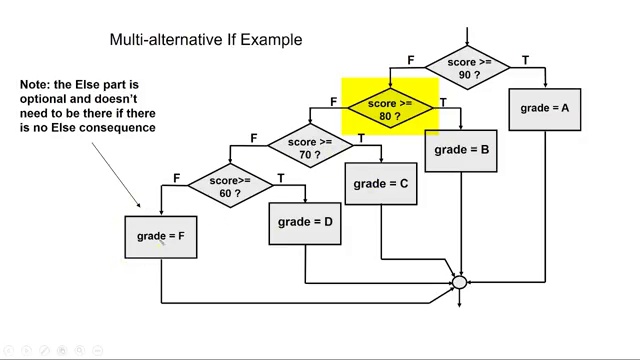 Multi-alternative If Example
Note: the Else part is
optional and doesn't
need to be there if there
is no Else consequence
score >=
90 ?
F
T
grade = A
score >=
80 ?
F
T
grade = B
score >=
70 ?
F
T
grade = C
score>=
60 ?
F
T
grade = D
grade = F